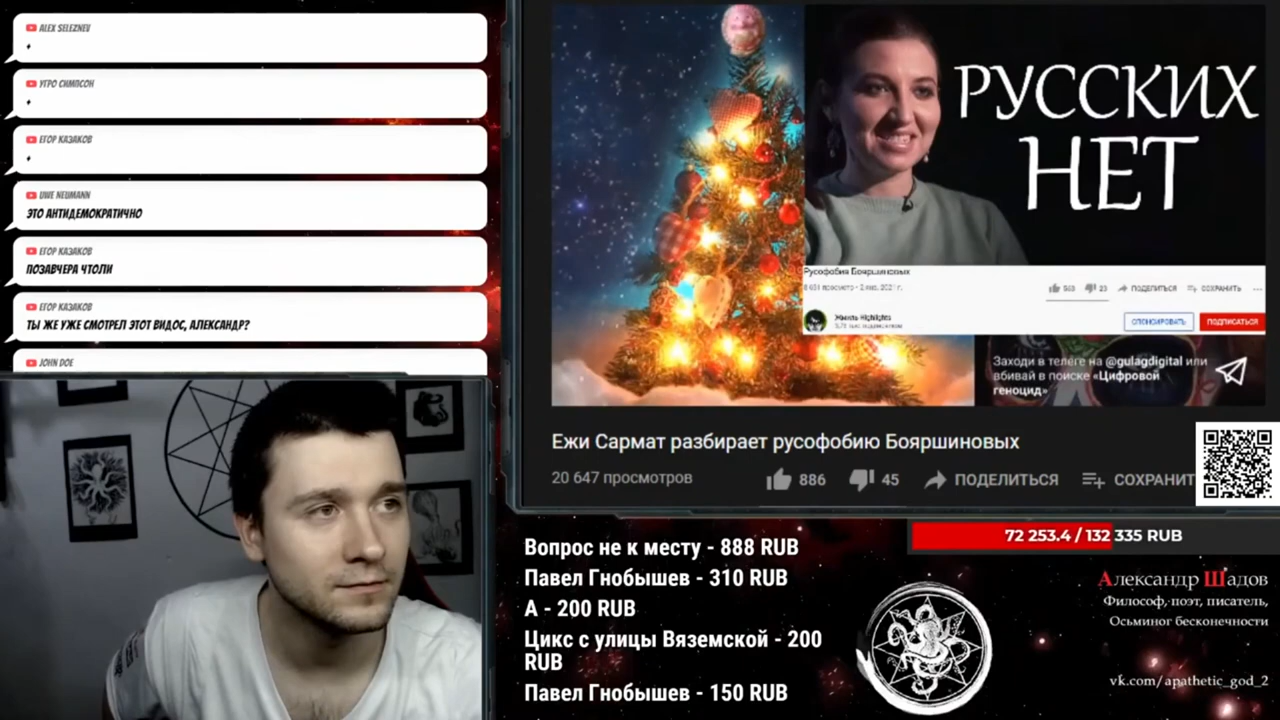 ALEX SELEZNEV
+
УГРО СИМПСОН
+
ЕГОР КАЗАКОВ
+
UWE NEUMANN
ЭТО АНТИДЕМОКРАТИЧНО
ЕГОР КАЗАКОВ
ПОЗАВЧЕРА ЧТОЛИ
ЕГОР КАЗАКОВ
ТЫ ЖЕ УЖЕ СМОТРЕЛ ЭТОТ ВИДОС, АЛЕКСАНДР?
JOHN DOE
РУССКИХ
НЕТ
Русофобия Бояршиновых
ПОДЕЛИТЬСЯ
СОХРАНИТЬ
Жмиль Highlights
СПОНСИРОВАТЬ
ПОДПИСАТЬСЯ
Заходи в телеге на @gulagdigital или
вбивай в поиске «Цифровой
геноцид»
Ежи Сармат разбирает русофобию Бояршиновых
20 647 просмотров
886
45
ПОДЕЛИТЬСЯ
СОХРАНИТ
72 253.4 / 132 335 RUB
Вопрос не к месту - 888 RUB
Павел Гнобышев - 310 RUB
А - 200 RUB
Цикс с улицы Вяземской - 200
RUB
Павел Гнобышев - 150 RUB
Александр Шадов
Философ, поэт, писатель,
Осьминог бесконечности
vk.com/apathetic_god_2